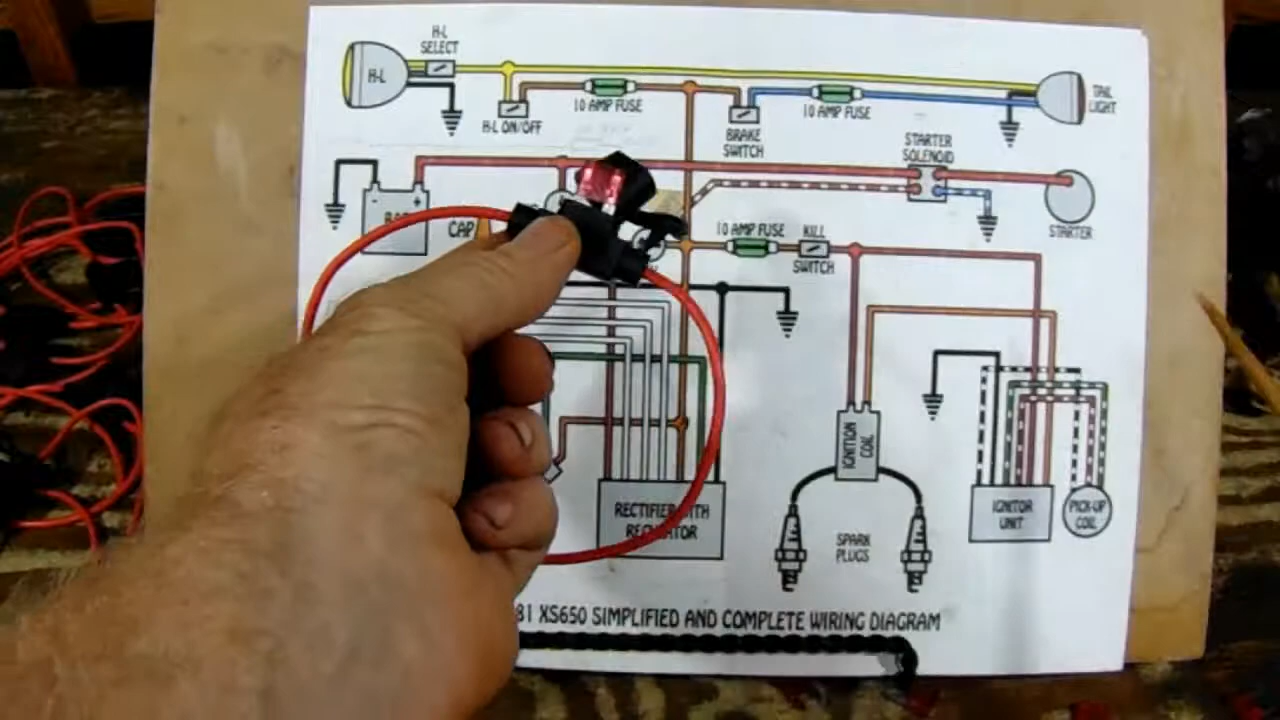 H-L
SELECT
H-L
10 AMP FUSE
H-L ON/OFF
BRAKE
SWITCH
10 AMP FUSE
TAIL
LIGHT
STARTER
SOLENOID
STARTER
- +
CAP
10 AMP FUSE
KILL
SWITCH
IGNITION
COIL
RECTIFIER WITH
REGULATOR
SPARK
PLUGS
IGNITOR
UNIT
PICK-UP
COIL
81 XS650 SIMPLIFIED AND COMPLETE WIRING DIAGRAM